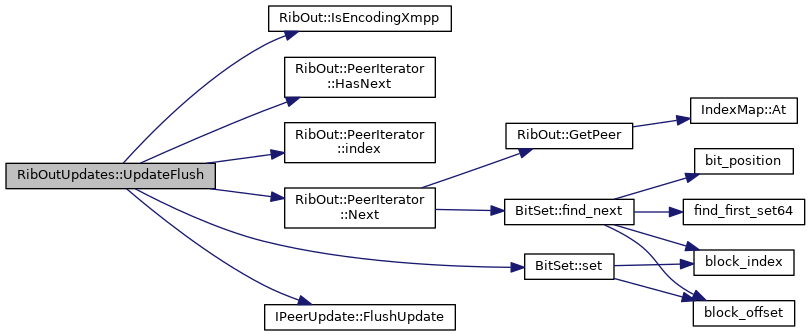 RibOut::IsEncodingXmpp
RibOut::PeerIterator
::HasNext
RibOut::PeerIterator
::index
RibOutUpdates::UpdateFlush
RibOut::PeerIterator
::Next
IPeerUpdate::FlushUpdate
RibOut::GetPeer
BitSet::find_next
BitSet::set
IndexMap::At
bit_position
find_first_set64
block_index
block_offset